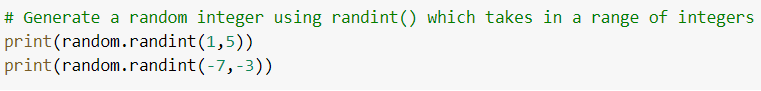 # Generate a random integer using randint() which takes in a range of integers
print(random.randint(1,5))
print(random.randint(-7,-3))